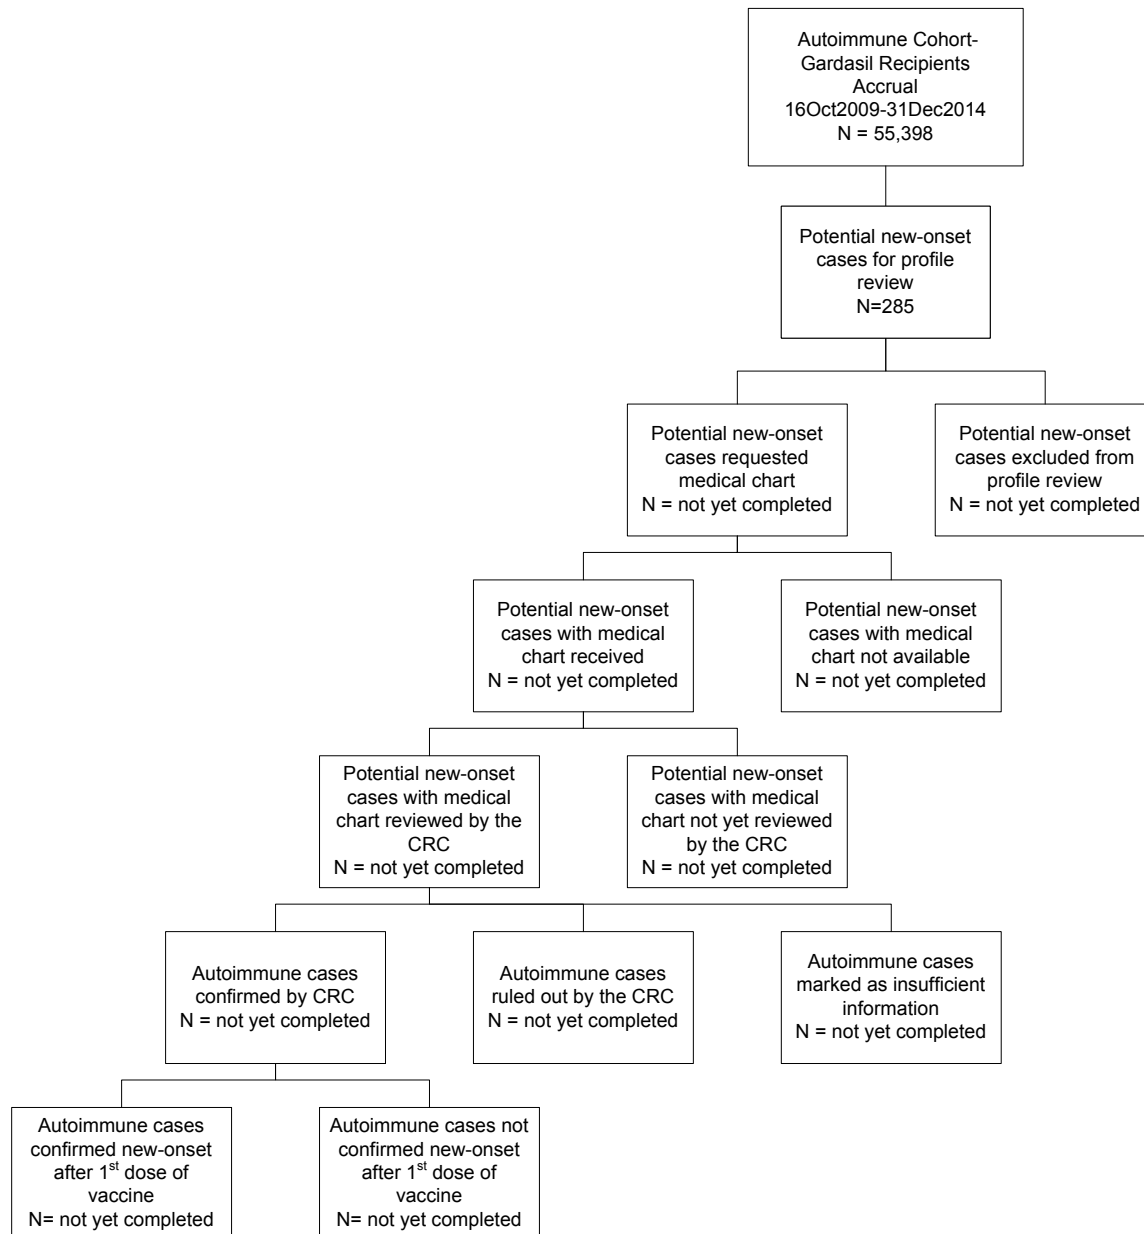 Autoimmune Cohort-
Gardasil Recipients
Accrual
16Oct2009-31Dec2014
N = 55,398
Potential new-onset
cases for profile
review
N=285
Potential new-onset
cases requested
medical chart
N = not yet completed
Potential new-onset
cases excluded from
profile review
N = not yet completed
Potential new-onset
cases with medical
chart received
N = not yet completed
Potential new-onset
cases with medical
chart not available
N = not yet completed
Potential new-onset
cases with medical
chart reviewed by the
CRC
N = not yet completed
Potential new-onset
cases with medical
chart not yet reviewed
by the CRC
N = not yet completed
Autoimmune cases
confirmed by CRC
N = not yet completed
Autoimmune cases
ruled out by the CRC
N = not yet completed
Autoimmune cases
marked as insufficient
information
N = not yet completed
Autoimmune cases
confirmed new-onset
after 1st dose of
vaccine
N= not yet completed
Autoimmune cases not
confirmed new-onset
after 1st dose of
vaccine
N= not yet completed